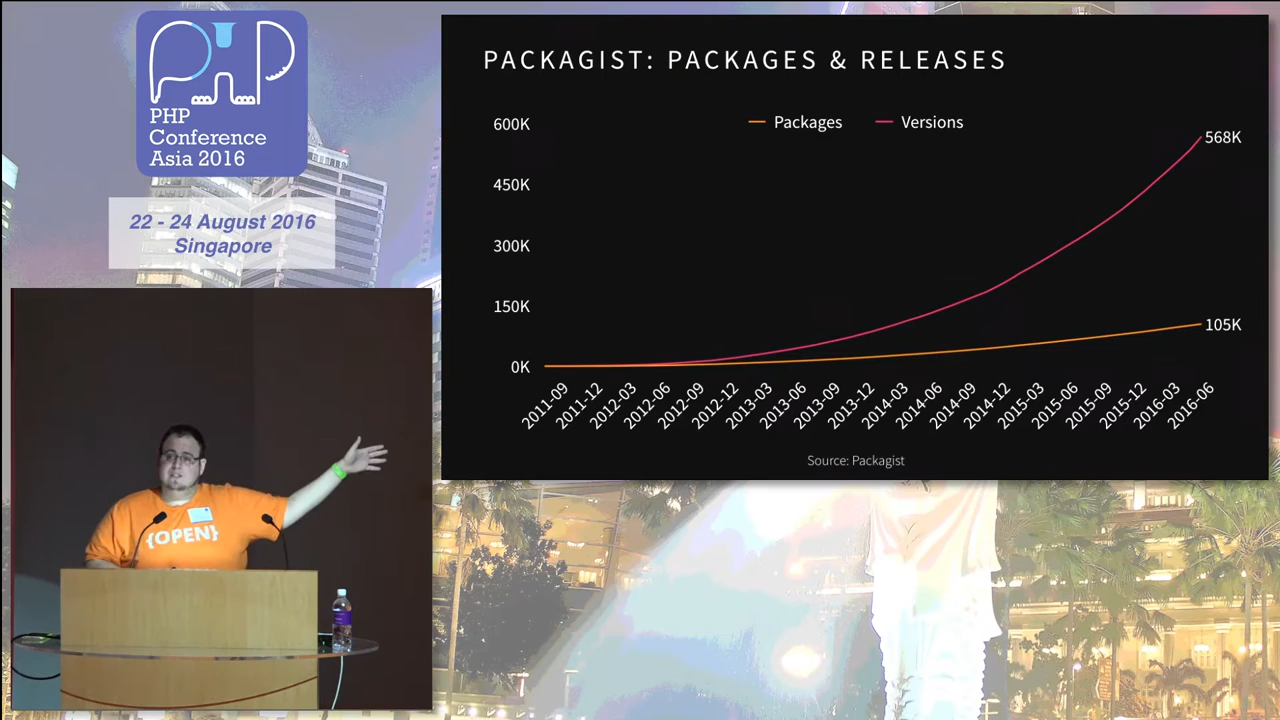 PHP
Conference
Asia 2016
22 - 24 August 2016
Singapore
{OPEN}
PACKAGIST: PACKAGES & RELEASES
Packages
Versions
600K
450K
300K
150K
0K
568K
105K
2011-09
2011-12
2012-03
2012-06
2012-09
2012-12
2013-03
2013-06
2013-09
2013-12
2014-03
2014-06
2014-09
2014-12
2015-03
2015-06
2015-09
2015-12
2016-03
2016-06
Source: Packagist